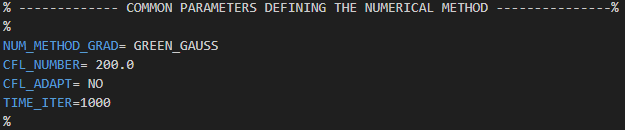 % ------------- COMMON PARAMETERS DEFINING THE NUMERICAL METHOD ---------------%
%
NUM_METHOD_GRAD= GREEN_GAUSS
CFL_NUMBER= 200.0
CFL_ADAPT= NO
TIME_ITER=1000
%